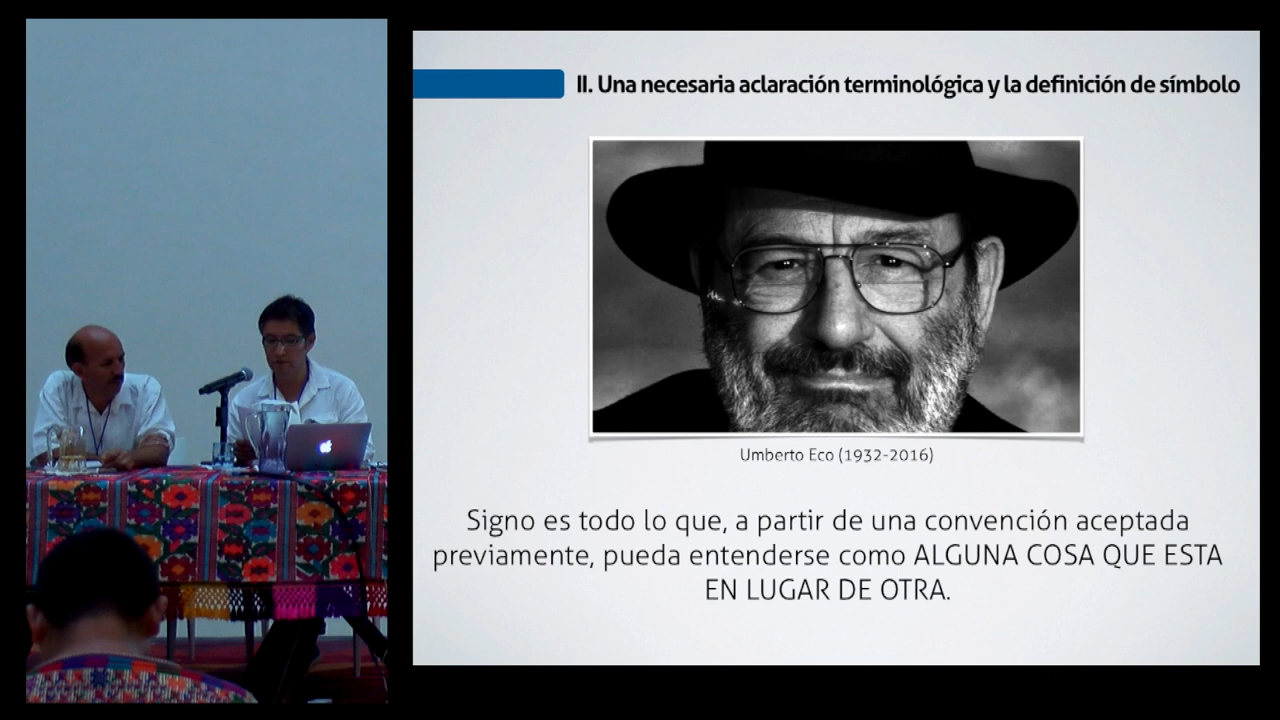 II. Una necesaria aclaración terminológica y la definición de símbolo
Umberto Eco (1932-2016)
Signo es todo lo que, a partir de una convención aceptada
previamente, pueda entenderse como ALGUNA COSA QUE ESTA
EN LUGAR DE OTRA.